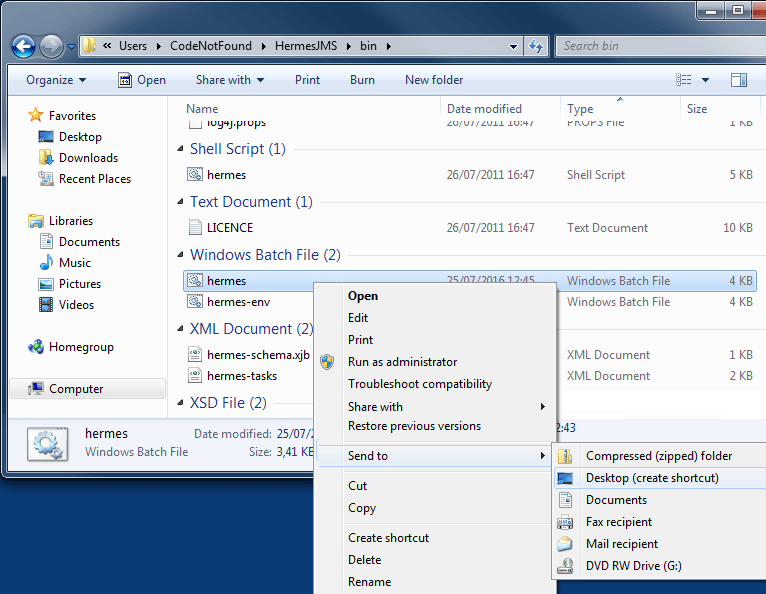 « Users CodeNotFound HermesJMS bin
Search bin
Organize Open Share with Print Burn New folder
Name Date modified Type Size
Favorites
Desktop
Downloads
Recent Places
Libraries
Documents
Music
Pictures
Videos
Homegroup
Computer
log4j.props 26/07/2011 16:47 PROPS File 1 KB
Shell Script (1)
hermes 26/07/2011 16:47 Shell Script 5 KB
Text Document (1)
LICENCE 26/07/2011 16:47 Text Document 10 KB
Windows Batch File (2)
hermes 25/07/2016 12:45 Windows Batch File 4 KB
hermes-env Windows Batch File 4 KB
XML Document (2)
hermes-schema.xjb XML Document 1 KB
hermes-tasks XML Document 2 KB
XSD File (2)
hermes Date modified: 25/07/ 2:43
Windows Batch File Size: 3,41 KB
Open
Edit
Print
Run as administrator
Troubleshoot compatibility
Share with
Restore previous versions
Send to
Cut
Copy
Create shortcut
Delete
Rename
Compressed (zipped) folder
Desktop (create shortcut)
Documents
Fax recipient
Mail recipient
DVD RW Drive (G:)